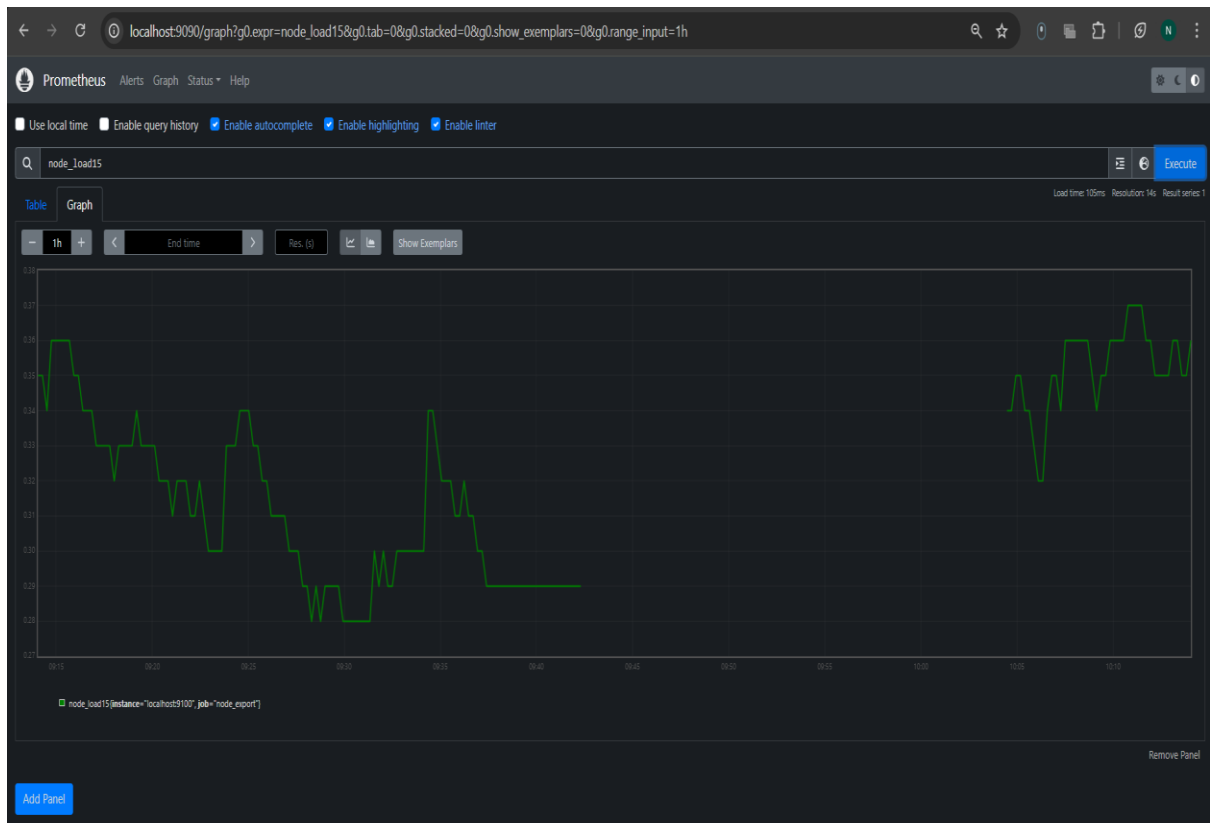 localhost:9090/graph?g0.expr=node_load15&g0.tab=0&g0.stacked=0&g0.show_exemplars=0&g0.range_input=1h
N
Prometheus Alerts Graph Status Help
Use local time Enable query history Enable autocomplete Enable highlighting Enable linter
node_load15 Execute
Load time: 105ms Resolution: 14s Result series: 1
Table Graph
1h End time Res. (s) Show Exemplars
0.38
0.37
0.36
0.35
0.34
0.33
0.32
0.31
0.30
0.29
0.28
0.27
09:15 09:20 09:25 09:30 09:35 09:40 09:45 09:50 09:55 10:00 10:05 10:10
node_load15{instance="localhost:9100", job="node_export"}
Remove Panel
Add Panel